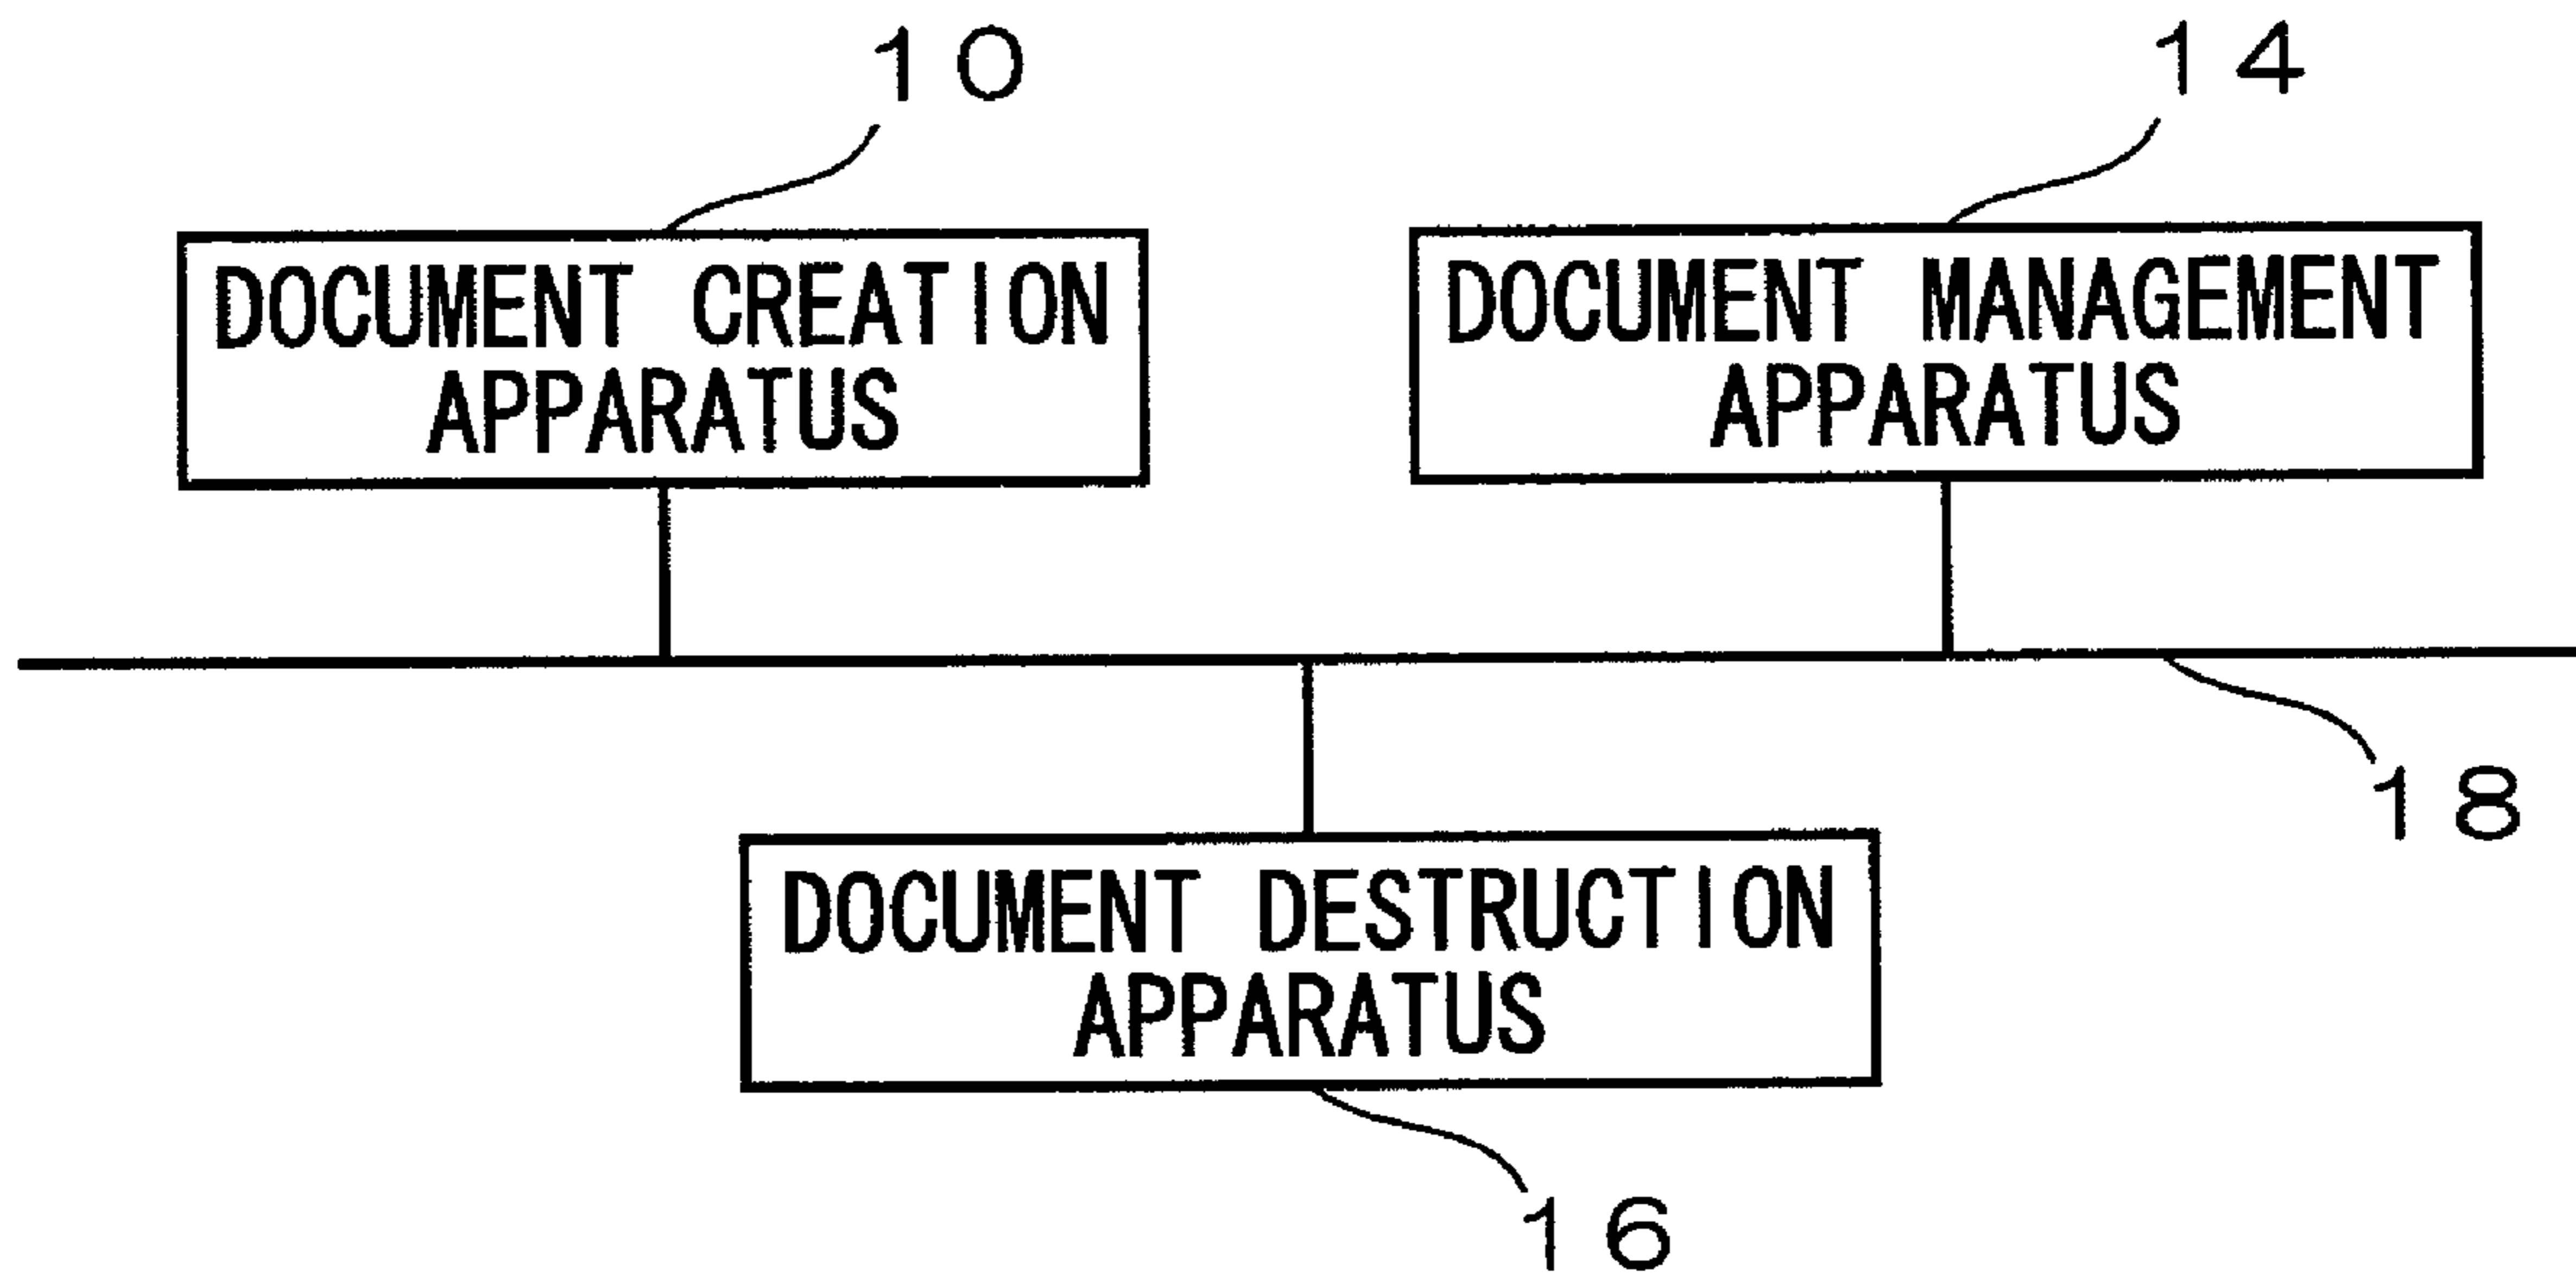 10
14
DOCUMENT CREATION
APPARATUS
DOCUMENT MANAGEMENT
APPARATUS
18
DOCUMENT DESTRUCTION
APPARATUS
16